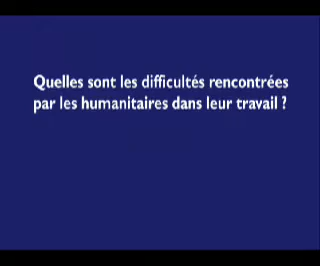 Quelles sont les difficultés rencontrées
par les humanitaires dans leur travail ?